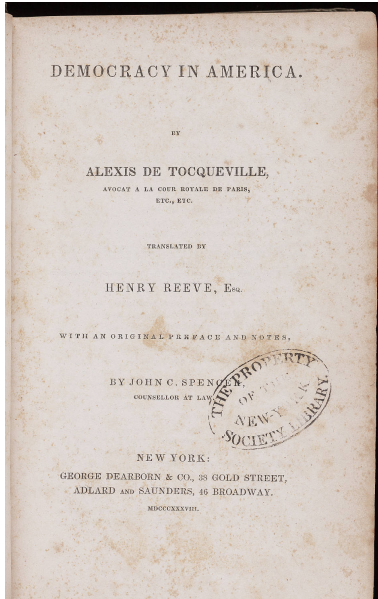 DEMOCRACY IN AMERICA.
BY
ALEXIS DE TOCQUEVILLE,
AVOCAT A LA COUR ROYALE DE PARIS,
ETC., ETC.
TRANSLATED BY
HENRY REEVE, Esq.
WITH AN ORIGINAL PREFACE AND NOTES,
BY JOHN C. SPENCER,
COUNSELLOR AT LAW.
THE PROPERTY
OF THE
NEW-YORK
SOCIETY LIBRARY.
NEW YORK:
GEORGE DEARBORN & CO., 38 GOLD STREET,
ADLARD AND SAUNDERS, 46 BROADWAY.
MDCCCXXXVIII.